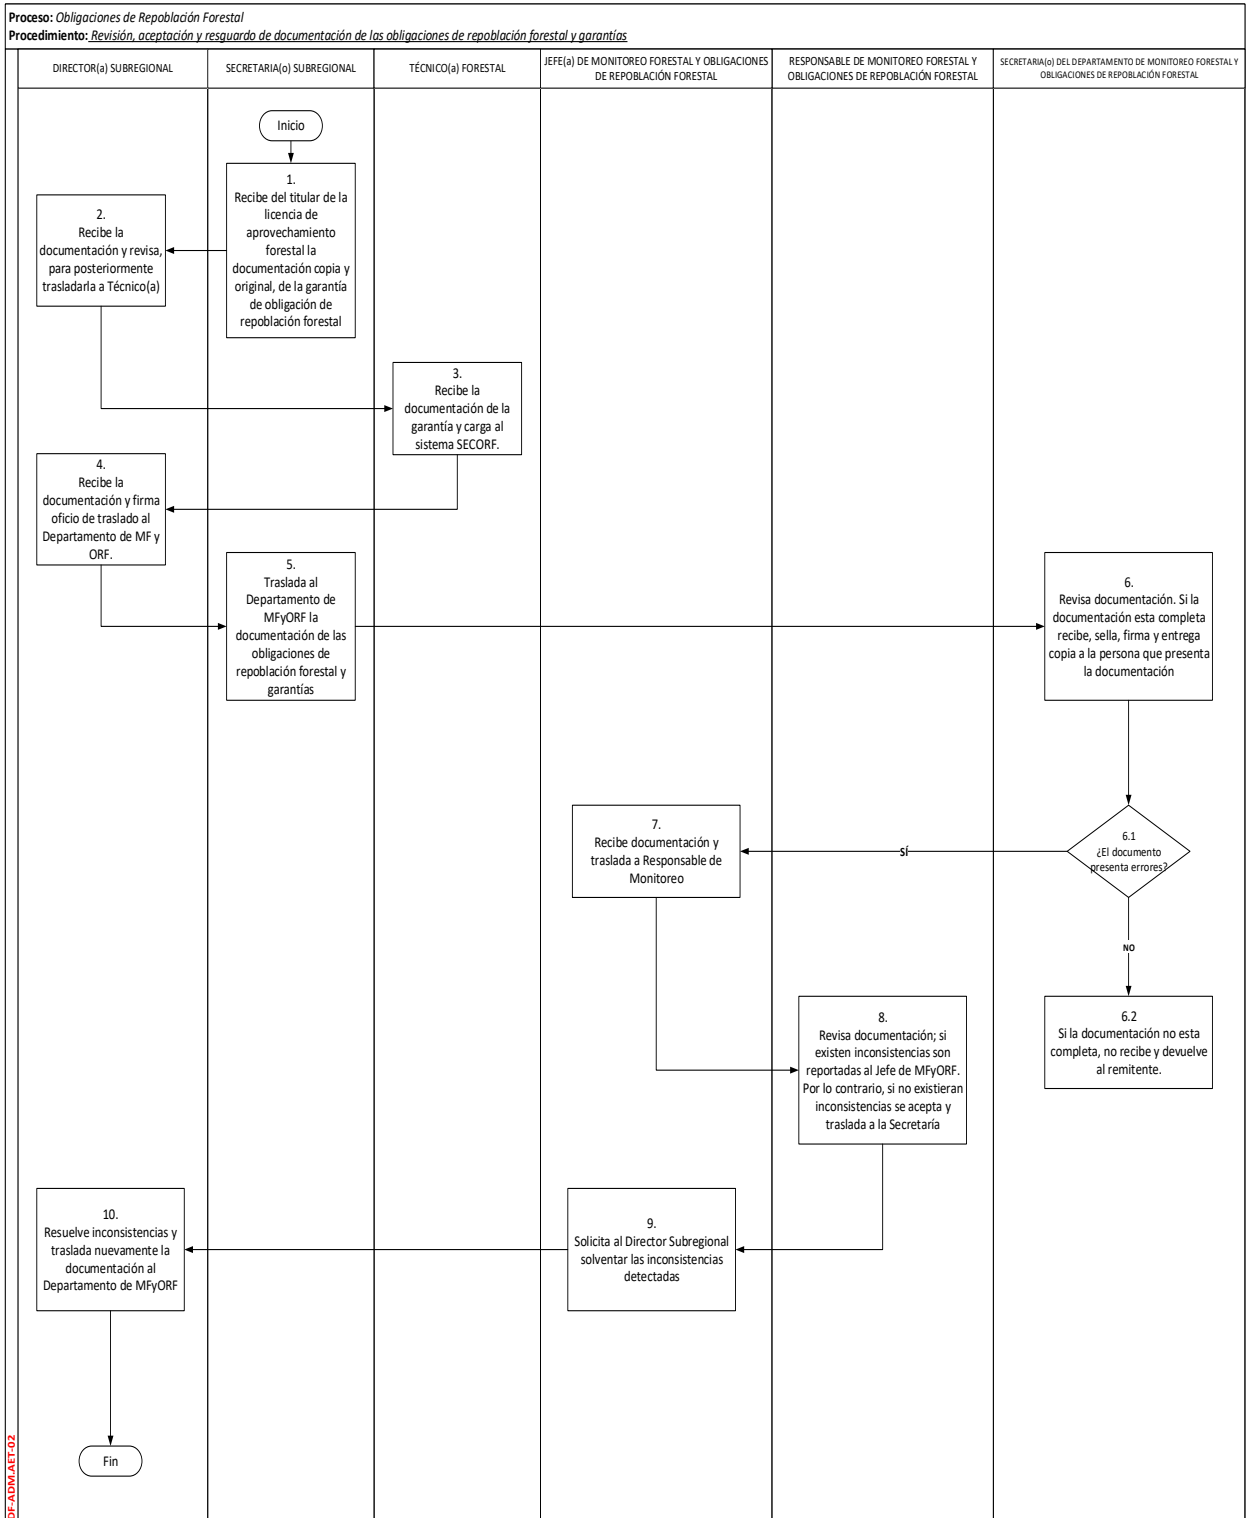 Proceso: Obligaciones de Repoblación Forestal
Procedimiento: Revisión, aceptación y resguardo de documentación de las obligaciones de repoblación forestal y garantías
DIRECTOR(a) SUBREGIONAL
SECRETARIA(o) SUBREGIONAL
TÉCNICO(a) FORESTAL
JEFE(a) DE MONITOREO FORESTAL Y OBLIGACIONES
DE REPOBLACIÓN FORESTAL
RESPONSABLE DE MONITOREO FORESTAL Y
OBLIGACIONES DE REPOBLACIÓN FORESTAL
SECRETARIA(o) DEL DEPARTAMENTO DE MONITOREO FORESTAL Y
OBLIGACIONES DE REPOBLACIÓN FORESTAL
Inicio
1.
Recibe del titular de la
licencia de
aprovechamiento
forestal la
documentación copia y
original, de la garantía
de obligación de
repoblación forestal
2.
Recibe la
documentación y revisa,
para posteriormente
trasladarla a Técnico(a)
3.
Recibe la
documentación de la
garantía y carga al
sistema SECORF.
4.
Recibe la
documentación y firma
oficio de traslado al
Departamento de MF y
ORF.
5.
Traslada al
Departamento de
MFyORF la
documentación de las
obligaciones de
repoblación forestal y
garantías
6.
Revisa documentación. Si la
documentación esta completa
recibe, sella, firma y entrega
copia a la persona que presenta
la documentación
6.1
¿El documento
presenta errores?
SÍ
NO
7.
Recibe documentación y
traslada a Responsable de
Monitoreo
6.2
Si la documentación no esta
completa, no recibe y devuelve
al remitente.
8.
Revisa documentación; si
existen inconsistencias son
reportadas al Jefe de MFyORF.
Por lo contrario, si no existieran
inconsistencias se acepta y
traslada a la Secretaría
9.
Solicita al Director Subregional
solventar las inconsistencias
detectadas
10.
Resuelve inconsistencias y
traslada nuevamente la
documentación al
Departamento de MFyORF
Fin
DF-ADM.AET-02